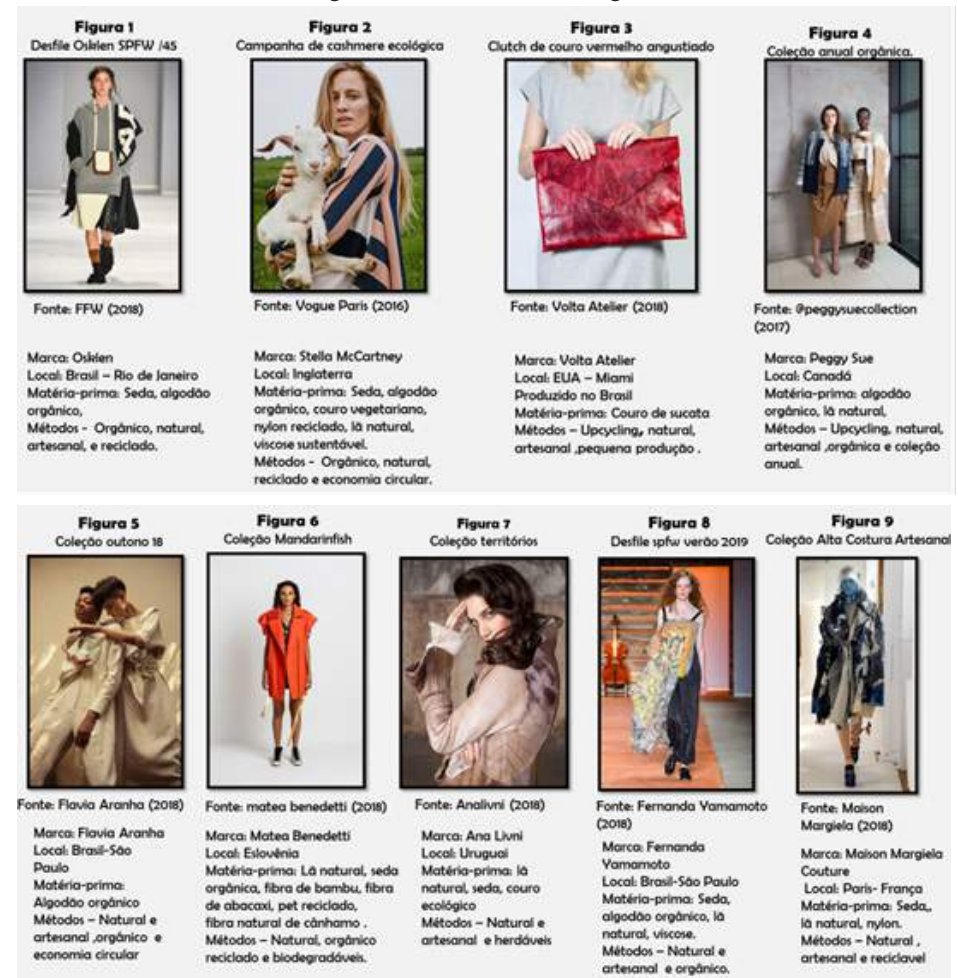 Figura 1
Desfile Osklen SPFW /45
Fonte: FFW (2018)
Marca: Osklen
Local: Brasil – Rio de Janeiro
Matéria-prima: Seda, algodão
orgânico,
Métodos - Orgânico, natural,
artesanal, e reciclado.
Figura 2
Campanha de cashmere ecológica
Fonte: Vogue Paris (2016)
Marca: Stella McCartney
Local: Inglaterra
Matéria-prima: Seda, algodão
orgânico, couro vegetariano,
nylon reciclado, lã natural,
viscose sustentável.
Métodos - Orgânico, natural,
reciclado e economia circular.
Figura 3
Clutch de couro vermelho angustiado
Fonte: Volta Atelier (2018)
Marca: Volta Atelier
Local: EUA – Miami
Produzido no Brasil
Matéria-prima: Couro de sucata
Métodos – Upcycling, natural,
artesanal ,pequena produção .
Figura 4
Coleção anual orgânica.
Fonte: @peggysuecollection
(2017)
Marca: Peggy Sue
Local: Canadá
Matéria-prima: algodão
orgânico, lã natural,
Métodos – Upcycling, natural,
artesanal ,orgânica e coleção
anual.
Figura 5
Coleção outono 18
Fonte: Flavia Aranha (2018)
Marca: Flavia Aranha
Local: Brasil-São
Paulo
Matéria-prima:
Algodão orgânico
Métodos – Natural e
artesanal ,orgânico e
economia circular
Figura 6
Coleção Mandarinfish
Fonte: matea benedetti (2018)
Marca: Matea Benedetti
Local: Eslovênia
Matéria-prima: Lã natural, seda
orgânica, fibra de bambu, fibra
de abacaxi, pet reciclado,
fibra natural de cânhamo .
Métodos – Natural, orgânico
reciclado e biodegradáveis.
Figura 7
Coleção territórios
Fonte: Analivni (2018)
Marca: Ana Livni
Local: Uruguai
Matéria-prima: lã
natural, seda, couro
ecológico
Métodos – Natural e
artesanal e herdáveis
Figura 8
Desfile spfw verão 2019
Fonte: Fernanda Yamamoto
(2018)
Marca: Fernanda
Yamamoto
Local: Brasil-São Paulo
Matéria-prima: Seda,
algodão orgânico, lã
natural, viscose.
Métodos – Natural e
artesanal e orgânico.
Figura 9
Coleção Alta Costura Artesanal
Fonte: Maison
Margiela (2018)
Marca: Maison Margiela
Couture
Local: Paris- França
Matéria-prima: Seda,,
lã natural, nylon.
Métodos – Natural ,
artesanal e reciclavel